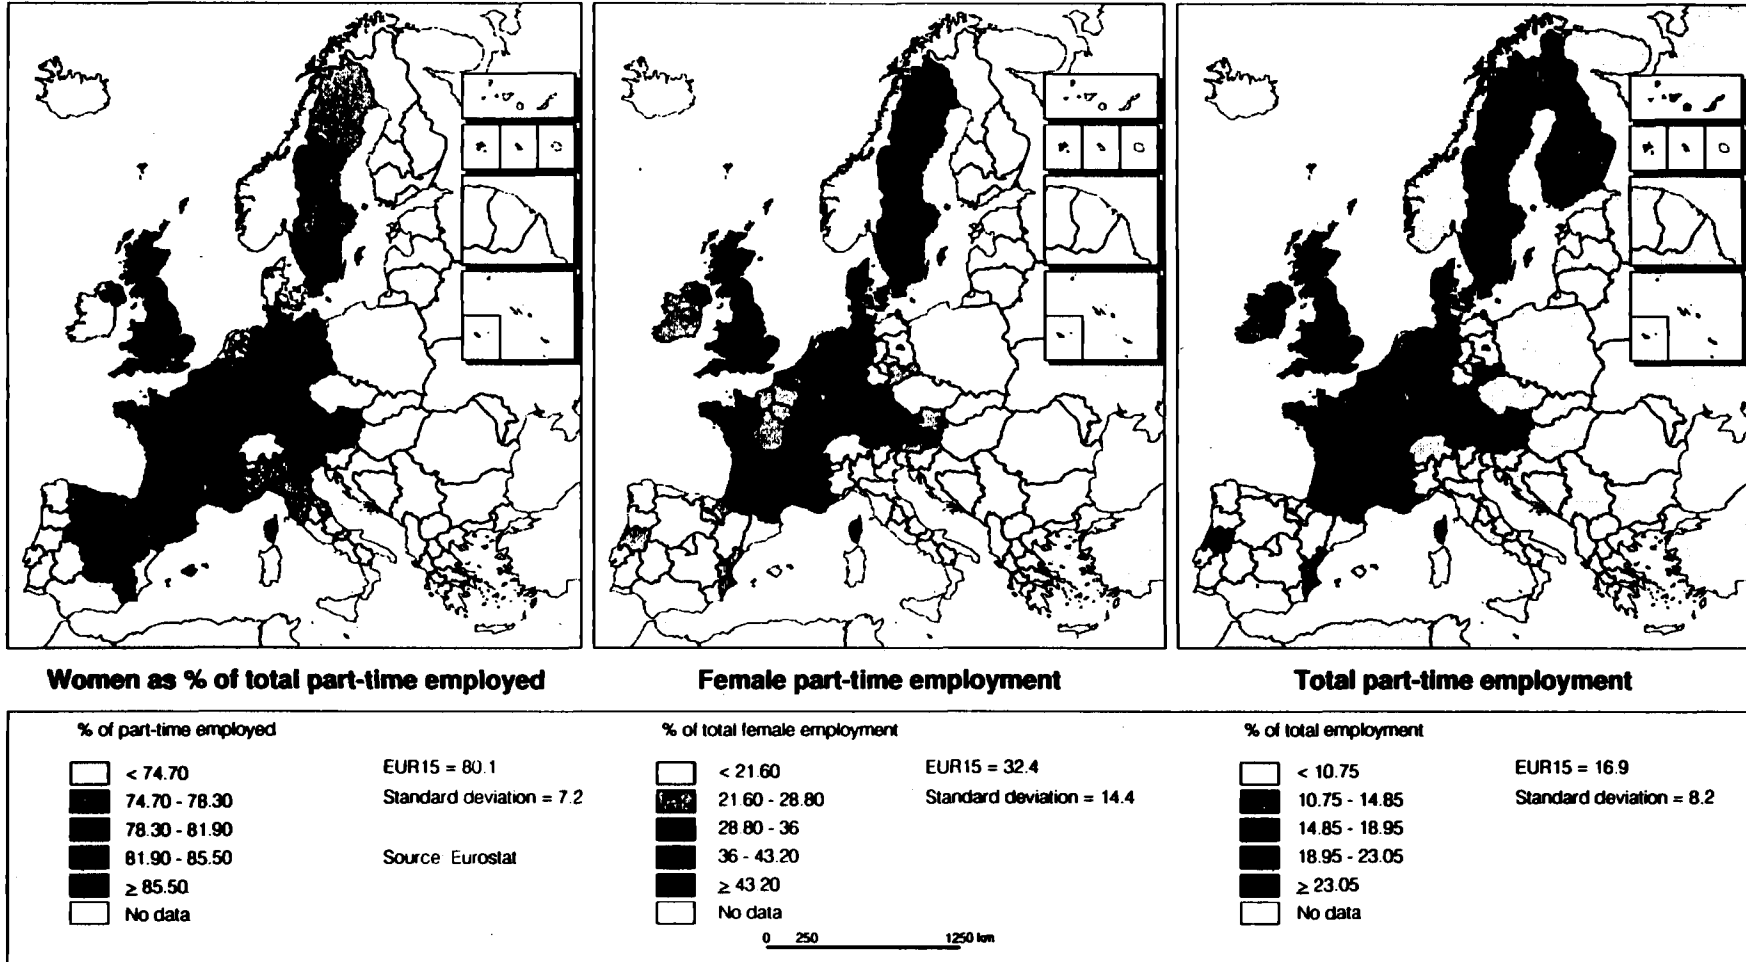 Women as % of total part-time employed
Female part-time employment
Total part-time employment
% of part-time employed
< 74.70
74.70 - 78.30
78.30 - 81.90
81.90 - 85.50
≥ 85.50
No data
EUR15 = 80.1
Standard deviation = 7.2
Source: Eurostat
% of total female employment
< 21.60
21.60 - 28.80
28.80 - 36
36 - 43.20
≥ 43.20
No data
EUR15 = 32.4
Standard deviation = 14.4
0 250 1250 km
% of total employment
< 10.75
10.75 - 14.85
14.85 - 18.95
18.95 - 23.05
≥ 23.05
No data
EUR15 = 16.9
Standard deviation = 8.2